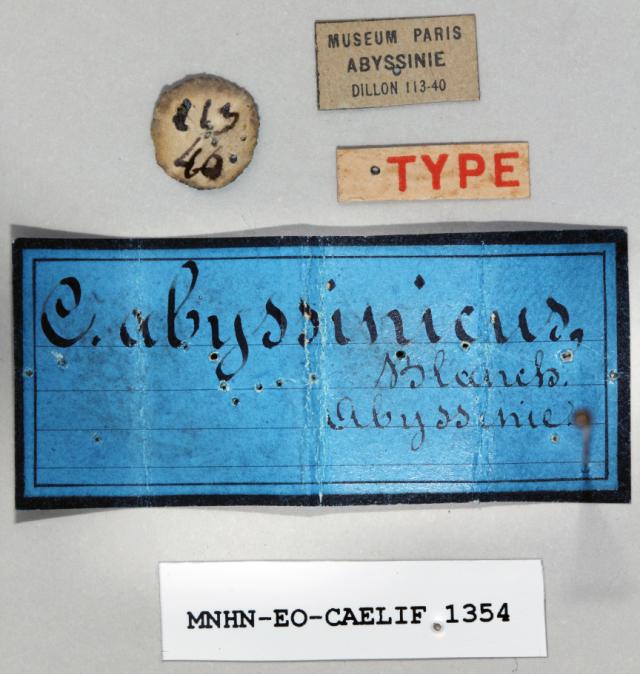 MUSEUM PARIS
ABYSSINIE
DILLON 113-40
113
40
TYPE
C. abyssinicus,
Blanch.
Abyssinie.
MNHN-EO-CAELIF 1354